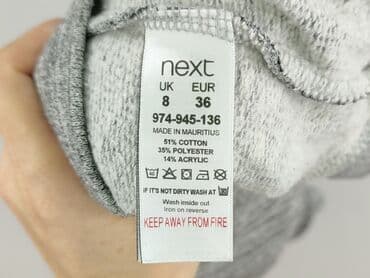 next
UK EUR
8 36
974-945-136
MADE IN MAURITIUS
51% COTTON
35% POLYESTER
14% ACRYLIC
IF IT'S NOT DIRTY WASH AT
Wash inside out
Iron on reverse
KEEP AWAY FROM FIRE